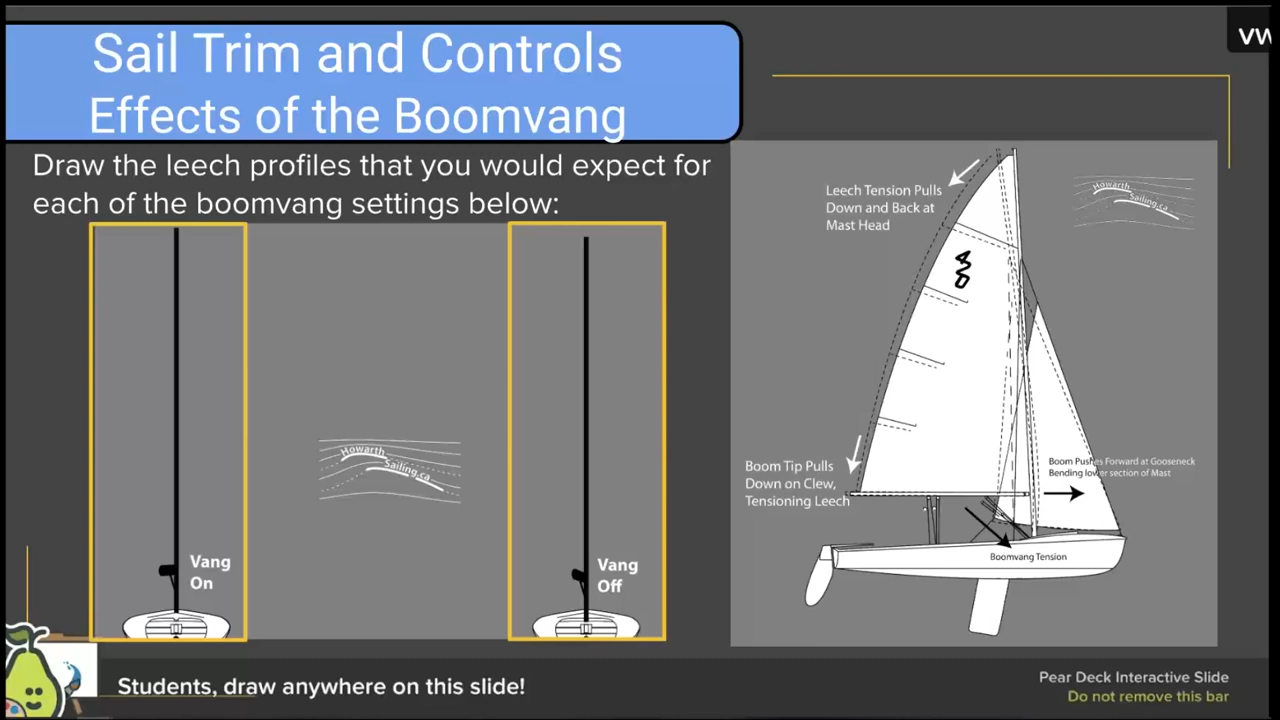 VW
Sail Trim and Controls
Effects of the Boomvang
Draw the leech profiles that you would expect for
each of the boomvang settings below:
Leech Tension Pulls
Down and Back at
Mast Head
Howarth
Sailing.ca
420
Howarth
Sailing.ca
Boom Tip Pulls
Down on Clew,
Tensioning Leech
Boom Pushes Forward at Gooseneck
Bending lower section of Mast
Boomvang Tension
Vang
On
Vang
Off
Students, draw anywhere on this slide!
Pear Deck Interactive Slide
Do not remove this bar